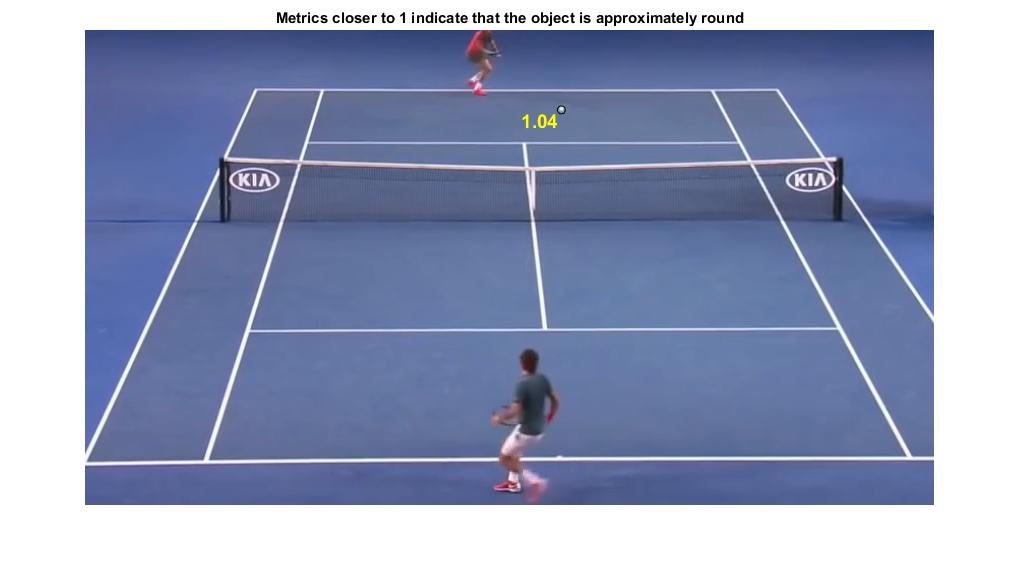 Metrics closer to 1 indicate that the object is approximately round
1.04
KIA KIA